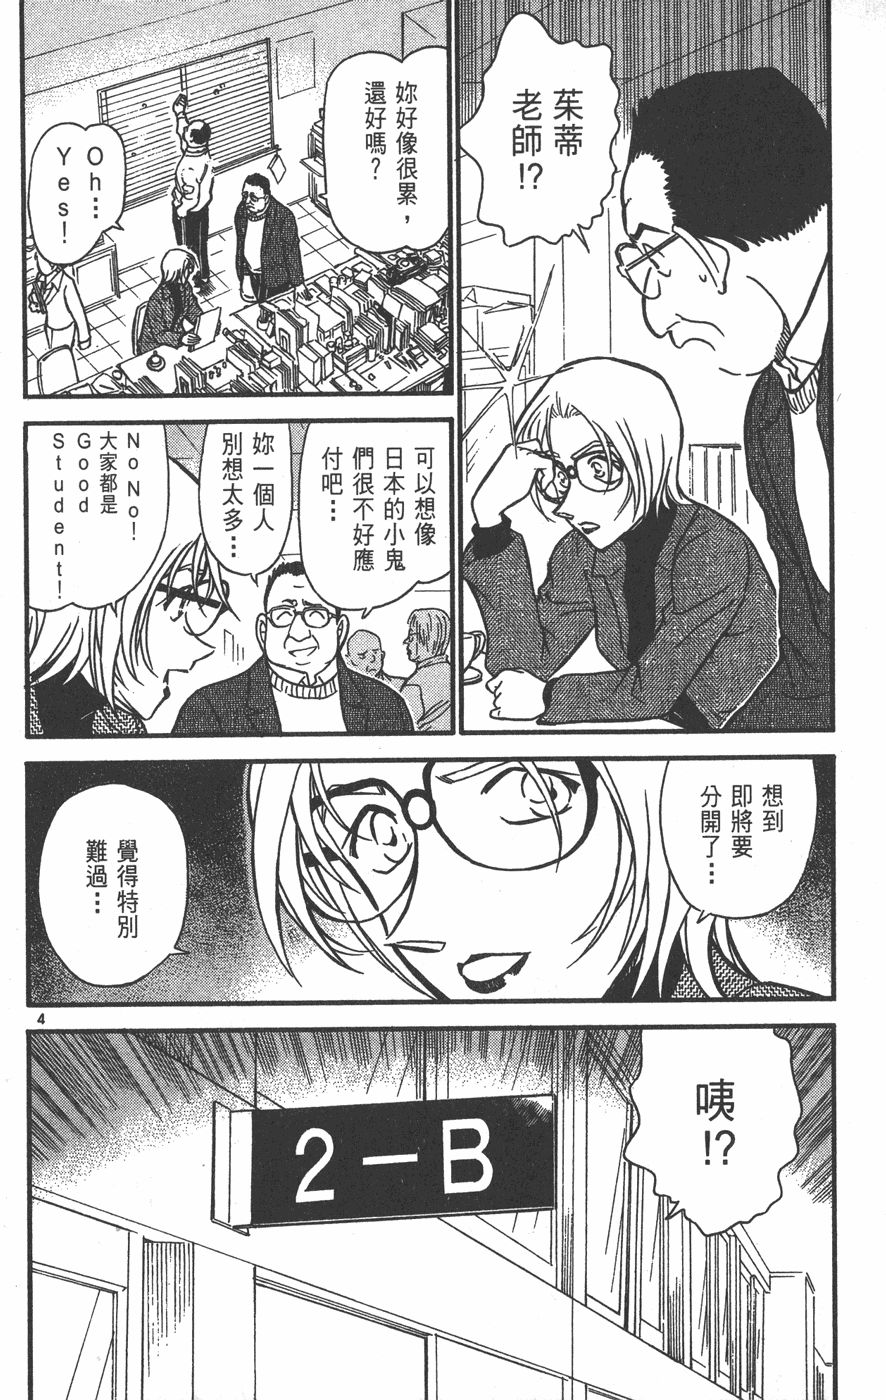 茱蒂
老師!?
妳好像很累，
還好嗎？
Oh…
Yes!
可以想像
日本的小鬼
們很不好應
付吧…
妳一個人
別想太多…
NoNo!
大家都是
Good
Student!
想到
即將要
分開了…
覺得特別
難過…
4
咦!?
2-B